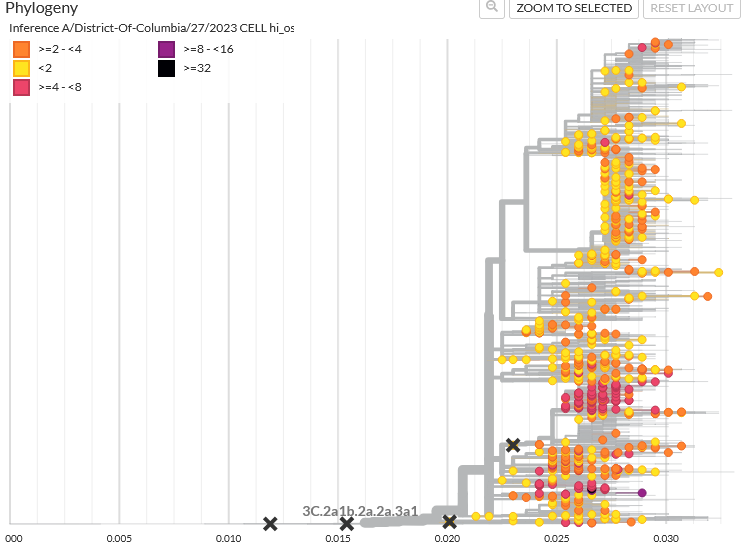 Phylogeny
ZOOM TO SELECTED
RESET LAYOUT
Inference A/District-Of-Columbia/27/2023 CELL hi_os
>=2 - <4
>=8 - <16
<2
>=32
>=4 - <8
3C.2a1b.2a.2a.3a1
000
0.005
0.010
0.015
0.020
0.025
0.030